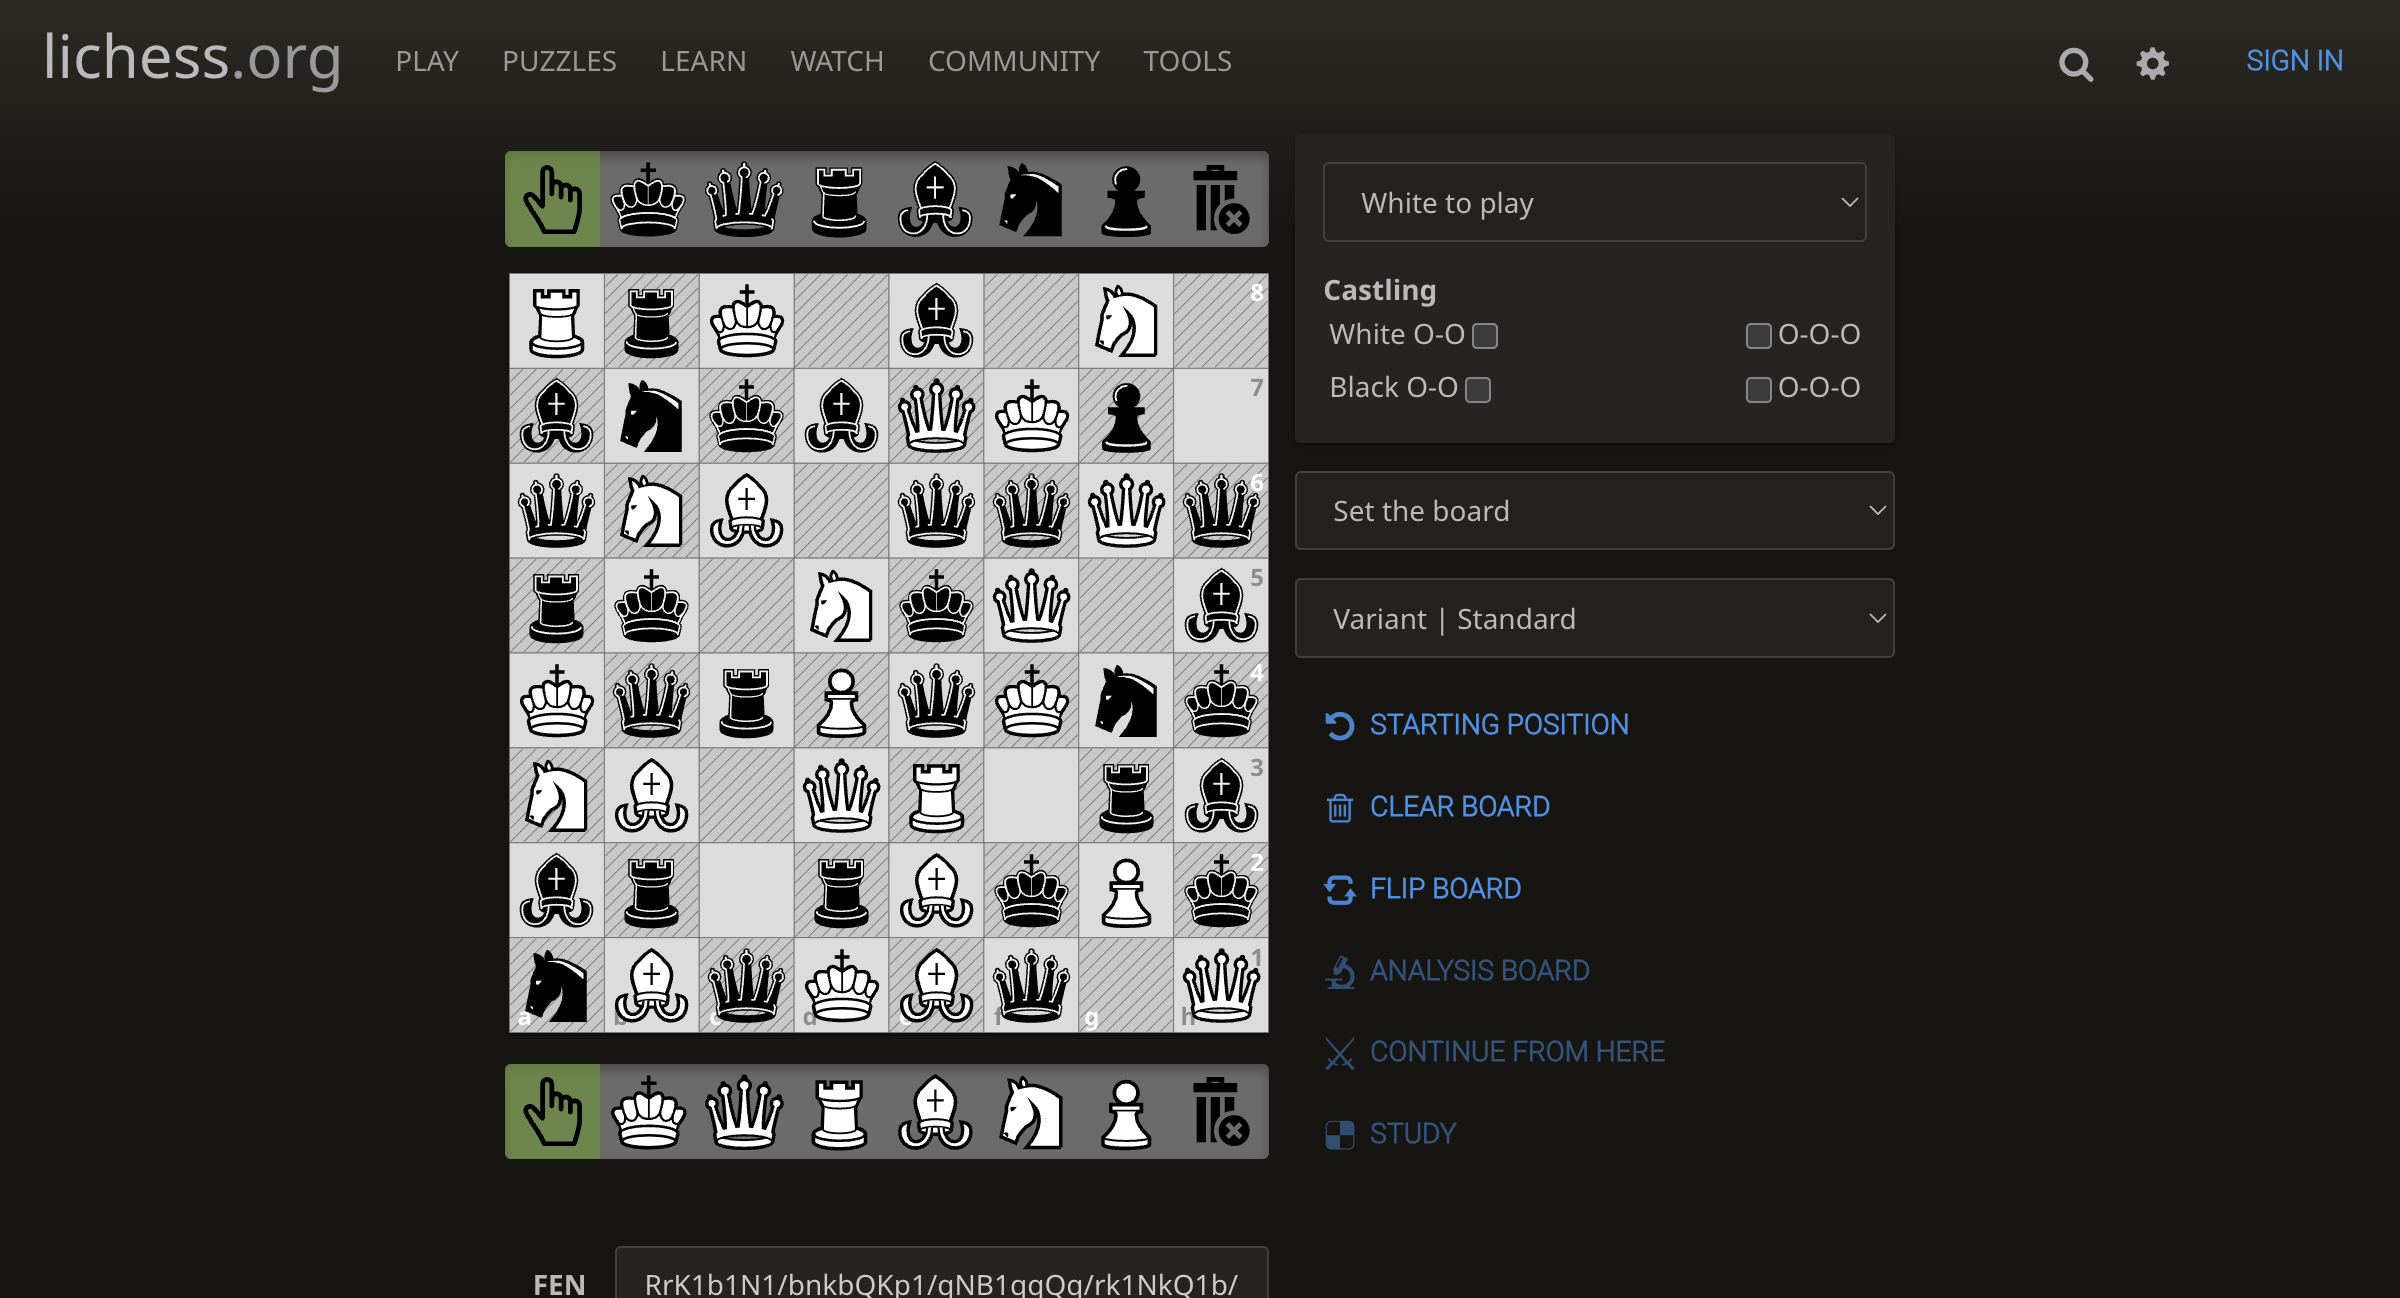 lichess.org PLAY PUZZLES LEARN WATCH COMMUNITY TOOLS SIGN IN
White to play
Castling
White O-O O-O-O
Black O-O O-O-O
Set the board
Variant | Standard
STARTING POSITION
CLEAR BOARD
FLIP BOARD
ANALYSIS BOARD
CONTINUE FROM HERE
STUDY
8
7
6
5
4
3
2
1
a b c d e f g h
FEN RrK1b1N1/bnkbQKp1/qNB1qqQq/rk1NkQ1b/